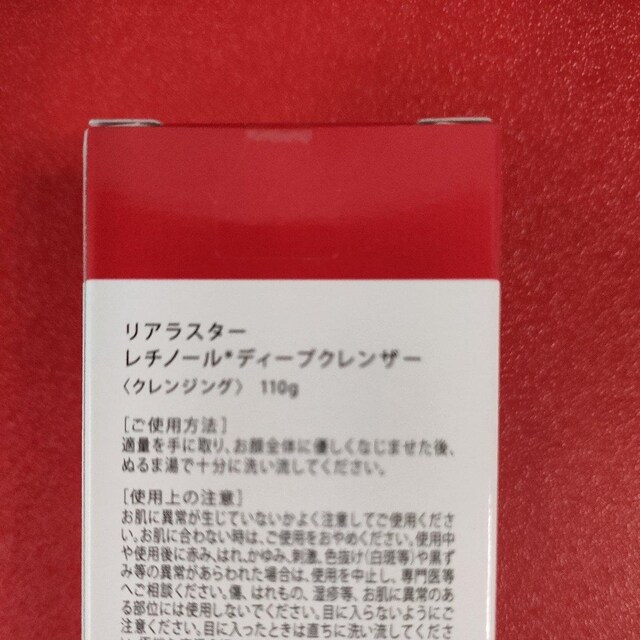 リアラスター
レチノール*ディープクレンザー
〈クレンジング〉 110g
[ご使用方法]
適量を手に取り、お顔全体に優しくなじませた後、
ぬるま湯で十分に洗い流してください。
[使用上の注意]
お肌に異常が生じていないかよく注意してご使用くださ
い。お肌に合わない時は、ご使用をおやめください。使用中
や使用後に赤み、はれ、かゆみ、刺激、色抜け(白斑等)や黒ず
み等の異常があらわれた場合は、使用を中止し、専門医等
へご相談ください。傷、はれもの、湿疹等、お肌に異常のあ
る部位には使用しないでください。目に入らないようにご
注意ください。目に入ったときは直ちに洗い流してくださ